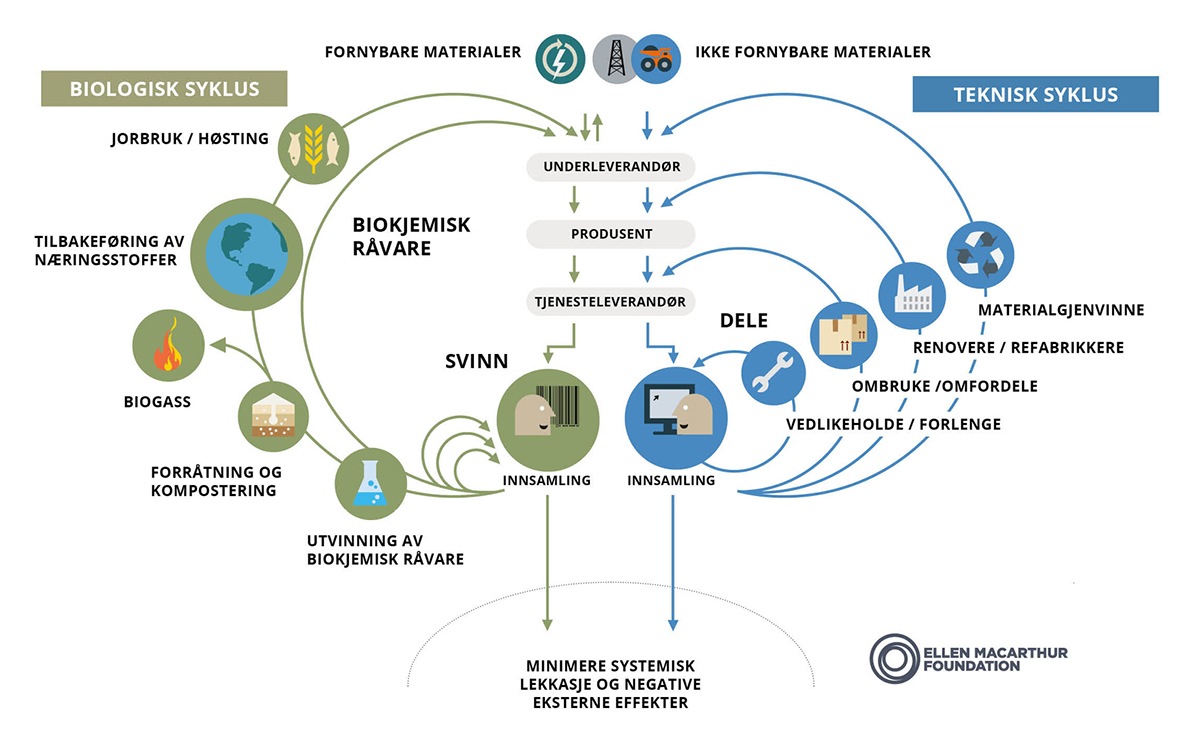 FORNYBARE MATERIALER
IKKE FORNYBARE MATERIALER
BIOLOGISK SYKLUS
TEKNISK SYKLUS
JORBRUK / HØSTING
UNDERLEVERANDØR
BIOKJEMISK
RÅVARE
PRODUSENT
TILBAKEFØRING AV
NÆRINGSSTOFFER
TJENESTELEVERANDØR
MATERIALGJENVINNE
DELE
RENOVERE / REFABRIKKERE
SVINN
OMBRUKE /OMFORDELE
BIOGASS
VEDLIKEHOLDE / FORLENGE
FORRÅTNING OG
KOMPOSTERING
INNSAMLING
INNSAMLING
UTVINNING AV
BIOKJEMISK RÅVARE
MINIMERE SYSTEMISK
LEKKASJE OG NEGATIVE
EKSTERNE EFFEKTER
ELLEN MACARTHUR
FOUNDATION